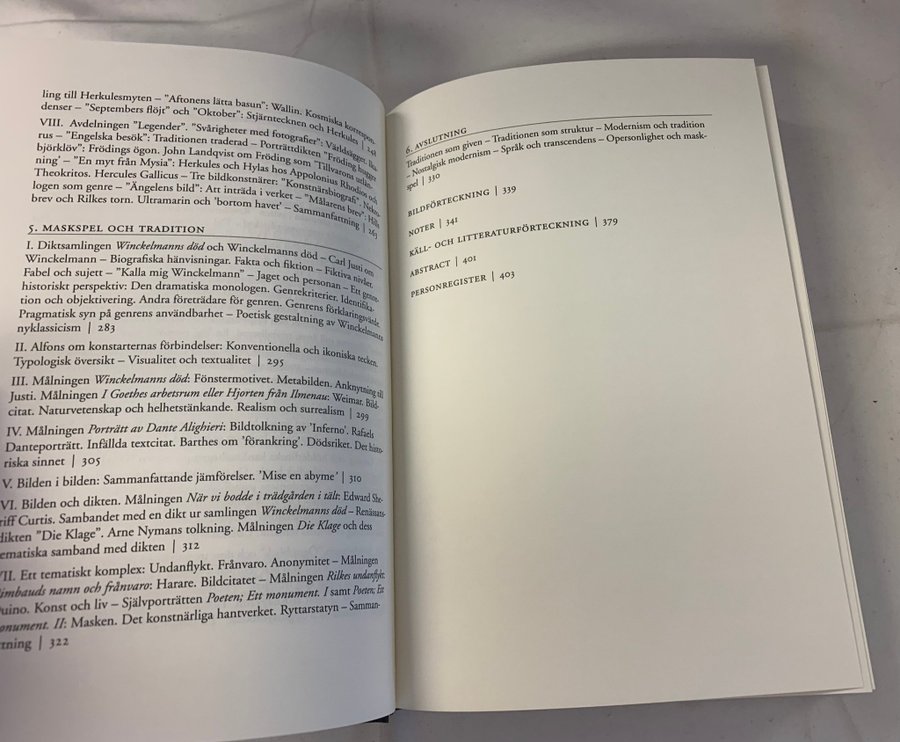 ling till Herkulesmyten – ”Aftonens lätta basun”: Wallin. Kosmiska korrespon-
denser – ”Septembers flöjt” och ”Oktober”: Stjärntecknen och Herkules | 248
VIII. Avdelningen ”Legender”. ”Svårigheter med fotografier”: Världsägget. Ika-
rus – ”Engelska besök”: Traditionen traderad – Porträttdikten ”Fröding hugger
björklöv”: Frödings ögon. John Landqvist om Fröding som ”Tillvarons urtin-
ning’ – ”En myt från Mysia”: Herkules och Hylas hos Appolonius Rhodios och
Theokritos. Hercules Gallicus – Tre bildkonstnärer: ”Konstnärsbiografi”. Nekro-
logen som genre – ”Ängelens bild”: Att inträda i verket – ”Målarens brev”: Hills
brev och Rilkes torn. Ultramarin och ’bortom havet’ – Sammanfattning | 263
5. MASKSPEL OCH TRADITION
I. Diktsamlingen Winckelmanns död och Winckelmanns död – Carl Justi om
Winckelmann – Biografiska hänvisningar. Fakta och fiktion – Fiktiva nivåer.
Fabel och sujett – ”Kalla mig Winckelmann” – Jaget och personan – Ett genre-
historiskt perspektiv: Den dramatiska monologen. Genrekriterier. Identifika-
tion och objektivering. Andra företrädare för genren. Genrens förklaringsvärde.
Pragmatisk syn på genrens användbarhet – Poetisk gestaltning av Winckelmanns
nyklassicism | 283
II. Alfons om konstarternas förbindelser: Konventionella och ikoniska tecken.
Typologisk översikt – Visualitet och textualitet | 295
III. Målningen Winckelmanns död: Fönstermotivet. Metabilden. Anknytning till
Justi. Målningen I Goethes arbetsrum eller Hjorten från Ilmenau: Weimar. Bild-
citat. Naturvetenskap och helhetstänkande. Realism och surrealism | 299
IV. Målningen Porträtt av Dante Alighieri: Bildtolkning av ’Inferno’. Rafaels
Danteporträtt. Infällda textcitat. Barthes om ’förankring’. Dödsriket. Det histo-
riska sinnet | 305
V. Bilden i bilden: Sammanfattande jämförelser. ’Mise en abyme’ | 310
VI. Bilden och dikten. Målningen När vi bodde i trädgården i tält: Edward She-
riff Curtis. Sambandet med en dikt ur samlingen Winckelmanns död – Renässans-
dikten ”Die Klage”. Arne Nymans tolkning. Målningen Die Klage och dess
ematiska samband med dikten | 312
VII. Ett tematiskt komplex: Undanflykt. Frånvaro. Anonymitet – Målningen
imbauds namn och frånvaro: Harare. Bildcitatet – Målningen Rilkes undanflykt:
uino. Konst och liv – Självporträtten Poeten; Ett monument. I samt Poeten; Ett
onument. II: Masken. Det konstnärliga hantverket. Ryttarstatyn – Samman-
tning | 322
6. AVSLUTNING
Traditionen som given – Traditionen som struktur – Modernism och tradition
– Nostalgisk modernism – Språk och transcendens – Opersonlighet och mask-
spel | 330
BILDFÖRTECKNING | 339
NOTER | 341
KÄLL- OCH LITTERATURFÖRTECKNING | 379
ABSTRACT | 401
PERSONREGISTER | 403